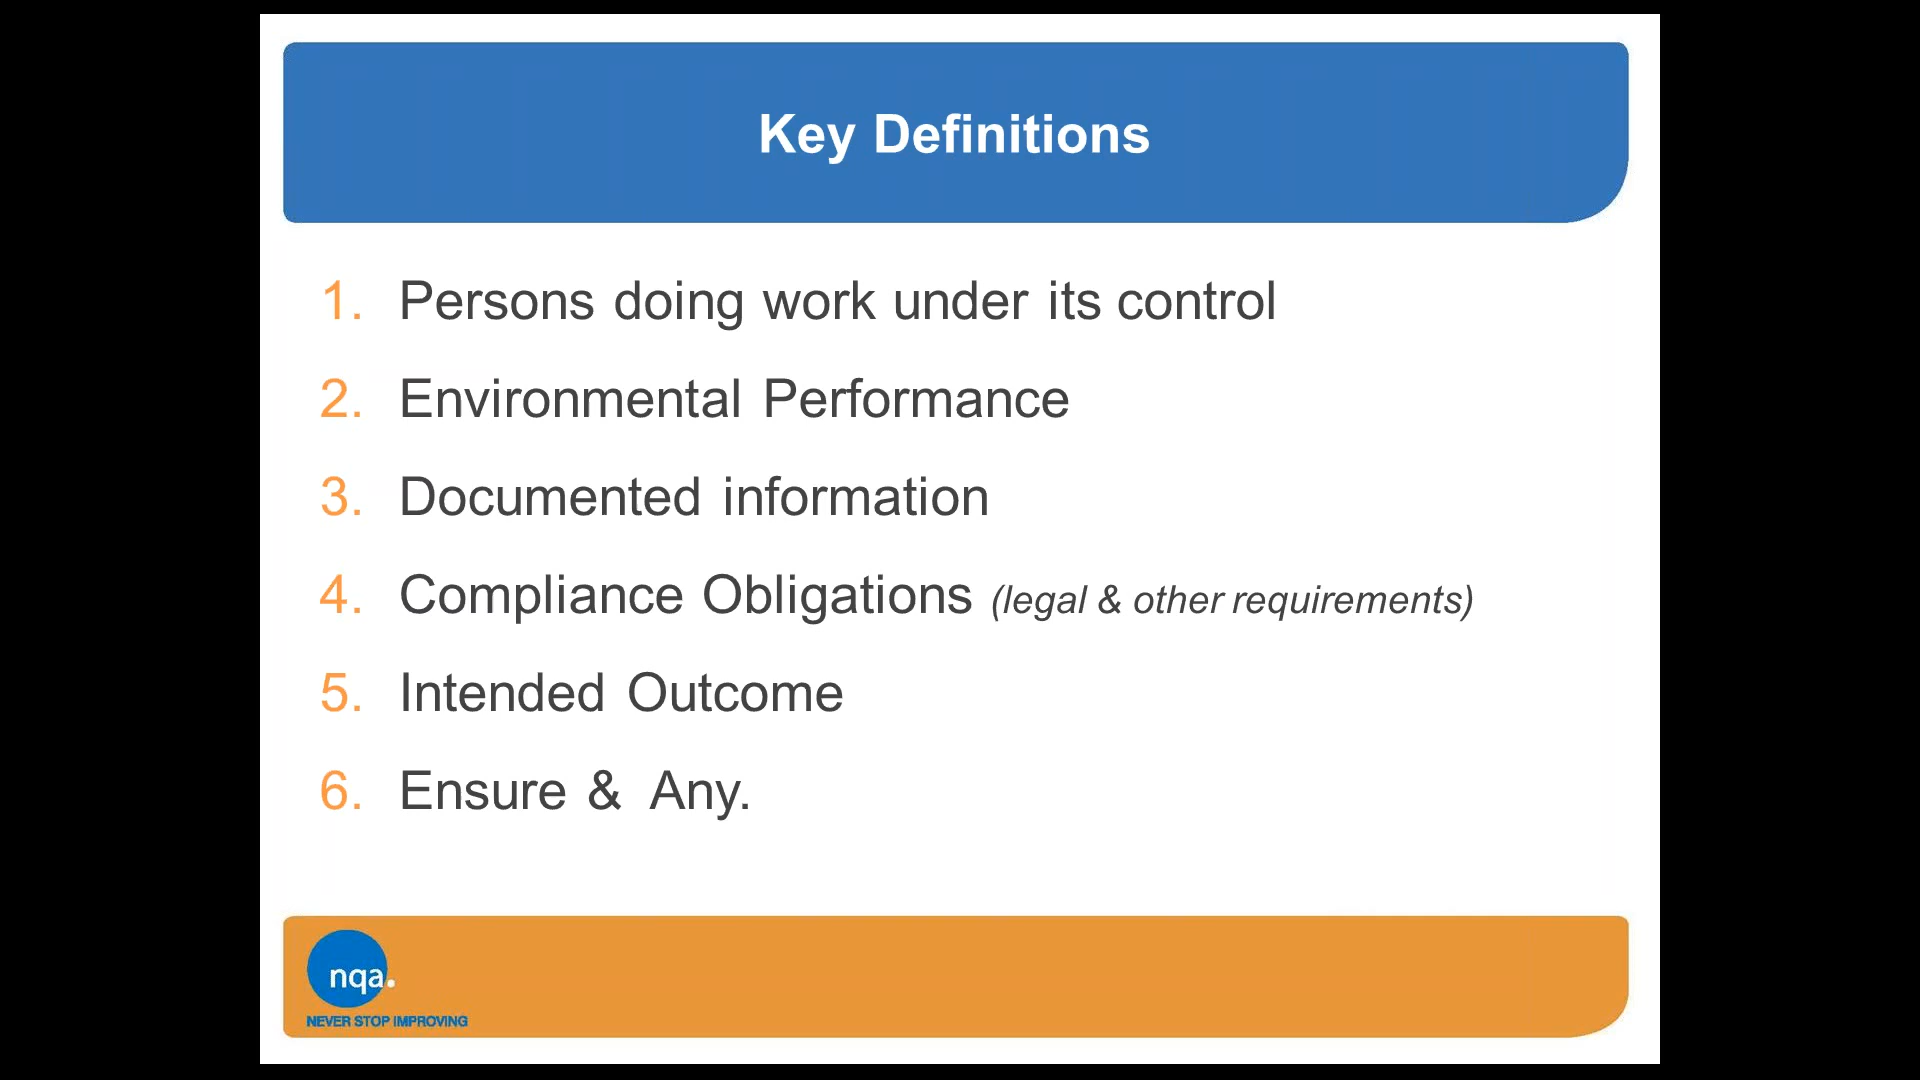 Key Definitions
1. Persons doing work under its control
2. Environmental Performance
3. Documented information
4. Compliance Obligations (legal & other requirements)
5. Intended Outcome
6. Ensure & Any.
nqa.
NEVER STOP IMPROVING